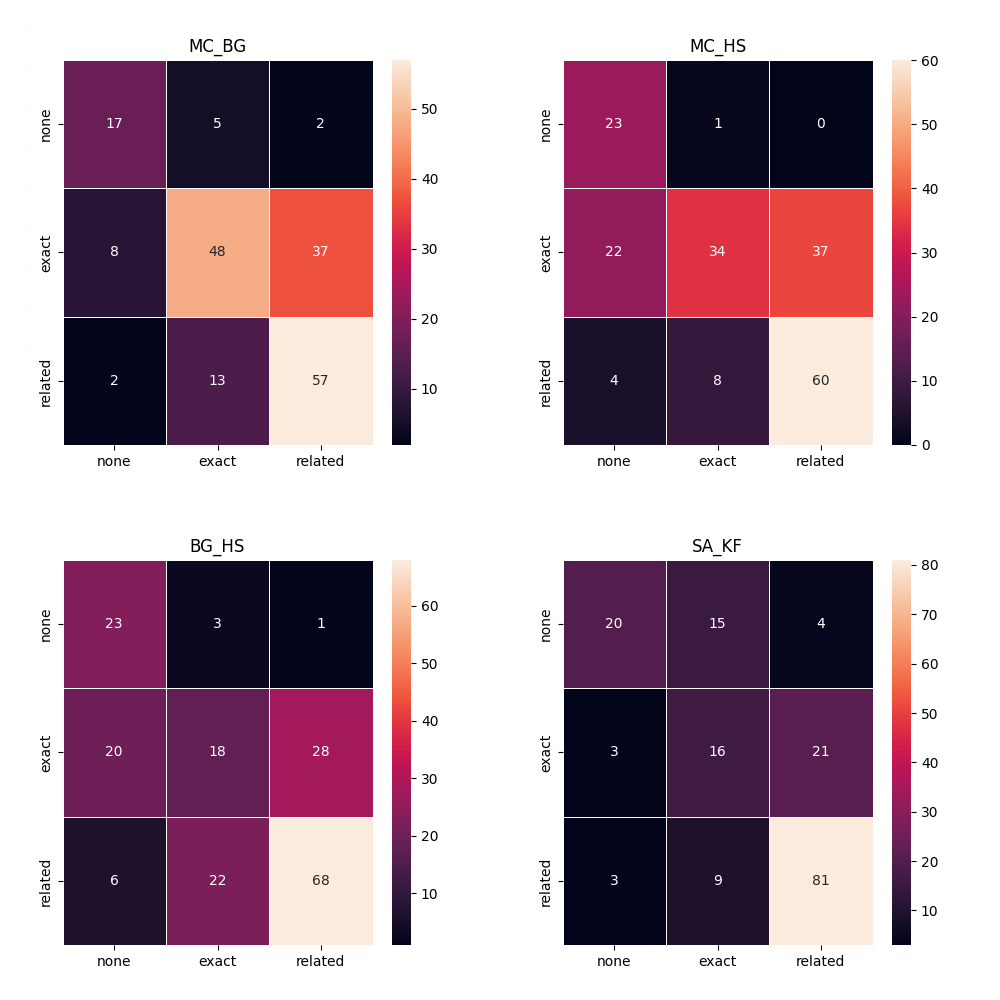 MC_BG
none 17 5 2
exact 8 48 37
related 2 13 57
none exact related
50
40
30
20
10
MC_HS
none 23 1 0
exact 22 34 37
related 4 8 60
none exact related
60
50
40
30
20
10
0
BG_HS
none 23 3 1
exact 20 18 28
related 6 22 68
none exact related
60
50
40
30
20
10
SA_KF
none 20 15 4
exact 3 16 21
related 3 9 81
none exact related
80
70
60
50
40
30
20
10